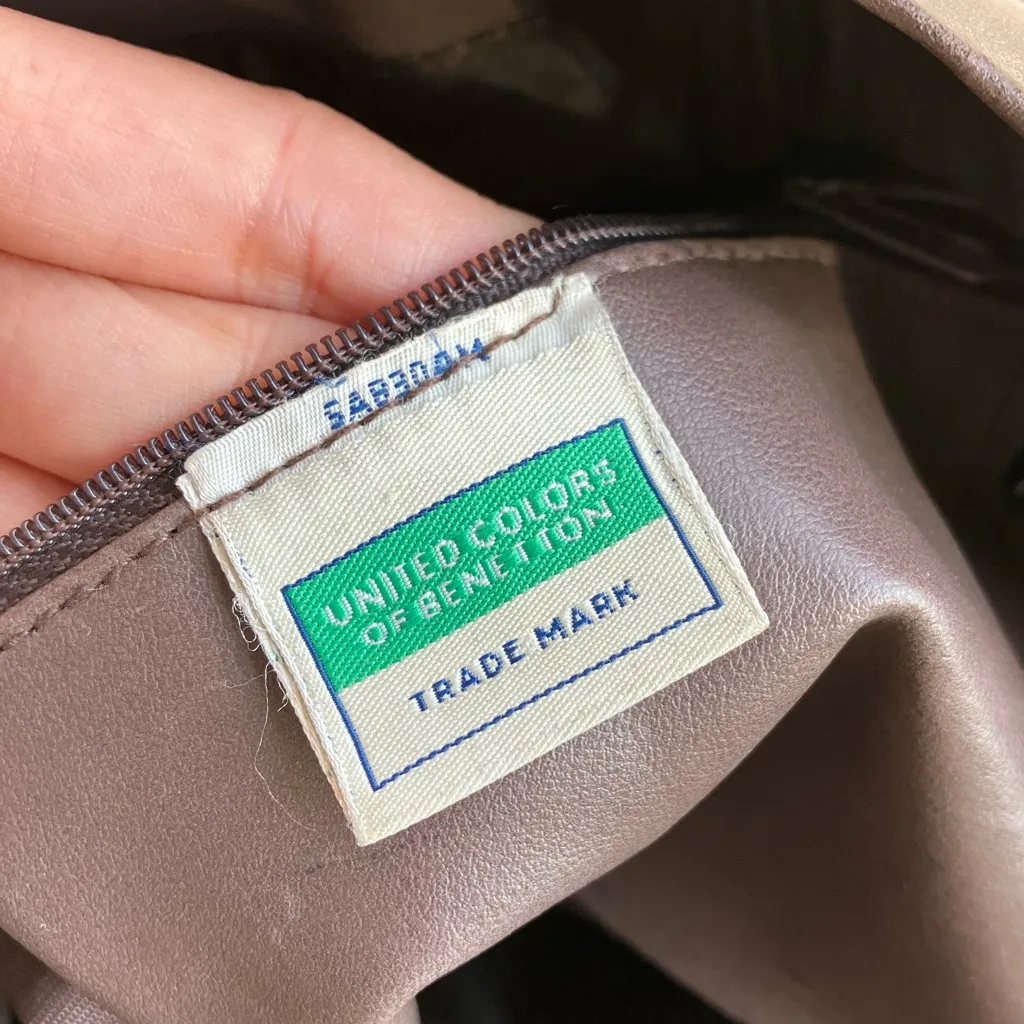 UNITED COLORS
OF BENETTON
TRADE MARK